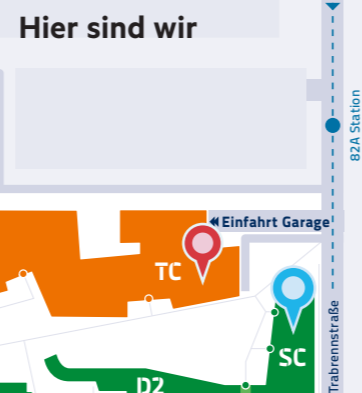 Hier sind wir
82A Station
Einfahrt Garage
TC
Trabrennstraße
SC
D2